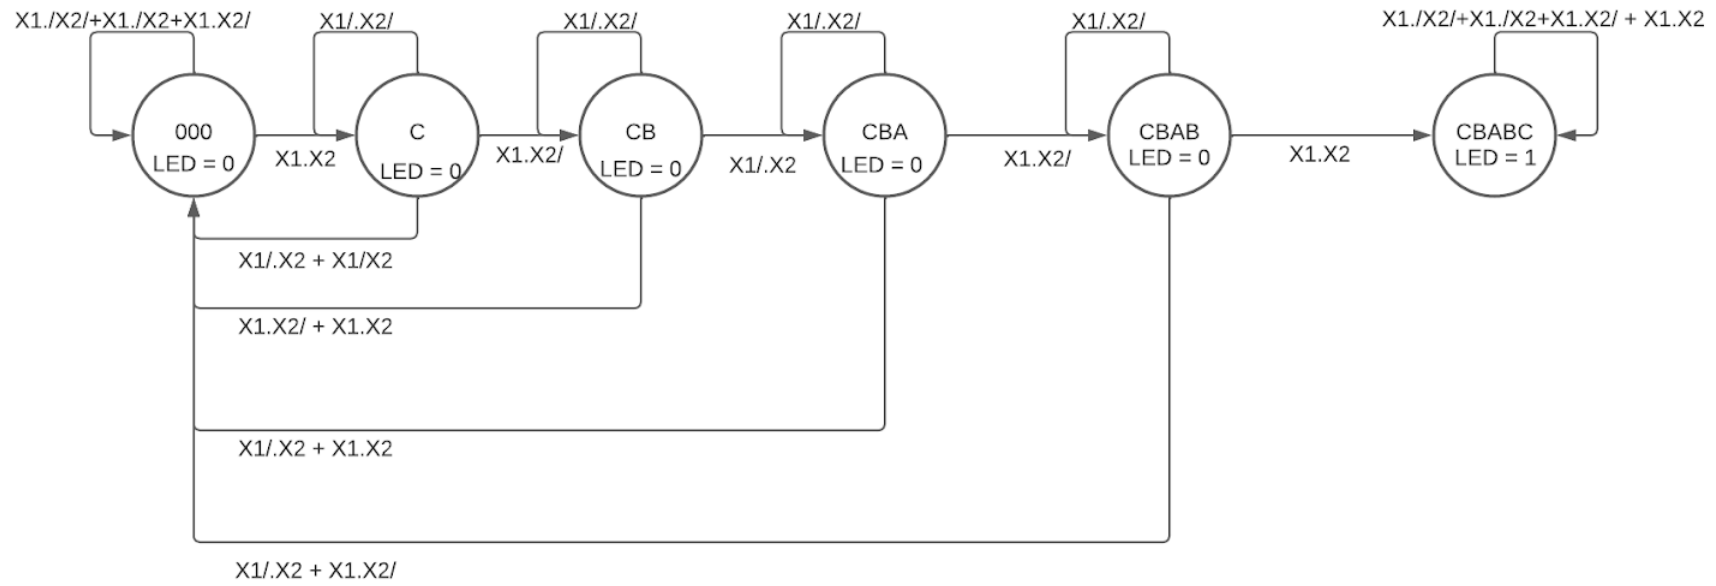 X1./X2/+X1./X2+X1.X2/
X1/.X2/
X1/.X2/
X1/.X2/
X1/.X2/
X1./X2/+X1./X2+X1.X2/ + X1.X2
000
LED = 0
C
LED = 0
CB
LED = 0
CBA
LED = 0
CBAB
LED = 0
CBABC
LED = 1
X1.X2
X1.X2/
X1/.X2
X1.X2/
X1.X2
X1/.X2 + X1/X2
X1.X2/ + X1.X2
X1/.X2 + X1.X2
X1/.X2 + X1.X2/